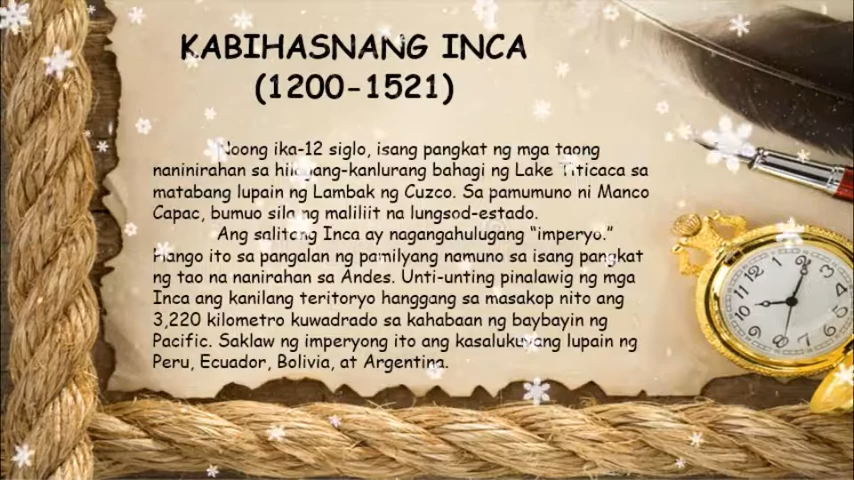 KABIHASNANG INCA
(1200-1521)
Noong ika-12 siglo, isang pangkat ng mga taong
naninirahan sa hilagang-kanlurang bahagi ng Lake Titicaca sa
matabang lupain ng Lambak ng Cuzco. Sa pamumuno ni Manco
Capac, bumuo sila ng maliliit na lungsod-estado.
Ang salitang Inca ay nagangahulugang “imperyo.”
Hango ito sa pangalan ng pamilyang namuno sa isang pangkat
ng tao na nanirahan sa Andes. Unti-unting pinalawig ng mga
Inca ang kanilang teritoryo hanggang sa masakop nito ang
3,220 kilometro kuwadrado sa kahabaan ng baybayin ng
Pacific. Saklaw ng imperyong ito ang kasalukuyang lupain ng
Peru, Ecuador, Bolivia, at Argentina.